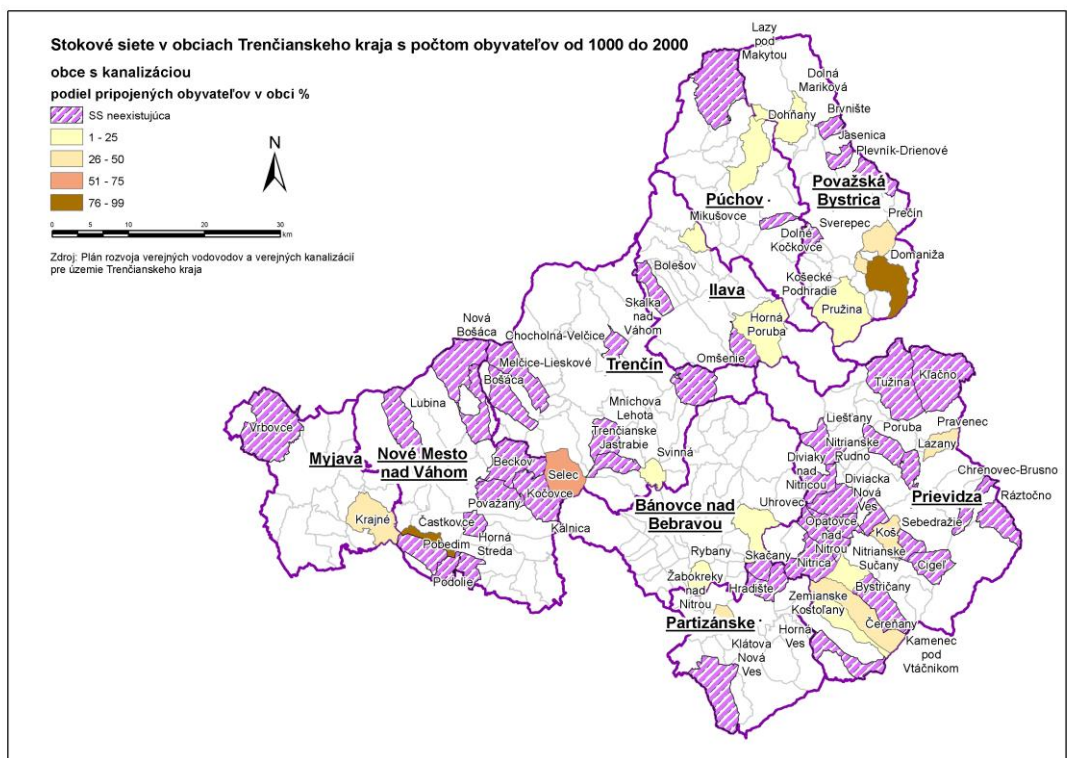 Stokové siete v obciach Trenčianskeho kraja s počtom obyvateľov od 1000 do 2000
obce s kanalizáciou
podiel pripojených obyvateľov v obci %
SS neexistujúca
1 - 25
26 - 50
51 - 75
76 - 99
N
0 5 10 20 30
km
Zdroj: Plán rozvoja verejných vodovodov a verejných kanalizácií
pre územie Trenčianskeho kraja
Lazy
pod
Makytou
Dolná
Mariková
Dohňany
Brvnište
Jasenica
Plevník-Drienové
Považská
Bystrica
Púchov
Mikušovce
Sverepec
Prečín
Dolné
Kočkovce
Domaniža
Bolešov
Košecké
Podhradie
Ilava
Pružina
Skalka
nad
Váhom
Horná
Poruba
Nová
Bošáca
Chocholná-Velčice
Melčice-Lieskové
Trenčín
Omšenie
Bošáca
Tužina
Kľačno
Lubina
Mníchova
Lehota
Trenčianske
Jastrabie
Liešťany
Poruba
Pravenec
Vrbovce
Nitrianske
Rudno
Lazany
Myjava
Nové Mesto
nad Váhom
Beckov
Selec
Svinná
Diviaky
nad
Nitricou
Chrenovec-Brusno
Diviacka
Nová
Ves
Prievidza
Ráztočno
Považany
Kočovce
Bánovce nad
Bebravou
Uhrovec
Krajné
Častkovce
Kálnica
Opatovce
nad
Nitrou
Koš
Sebedražie
Pobedim
Horná
Streda
Rybany
Skačany
Nitrianske
Sučany
Cigeľ
Podolie
Nitrica
Žabokreky
nad
Nitrou
Hradište
Bystričany
Zemianske
Kostoľany
Partizánske
Čereňany
Klátova
Nová
Ves
Horná
Ves
Kamenec
pod
Vtáčnikom